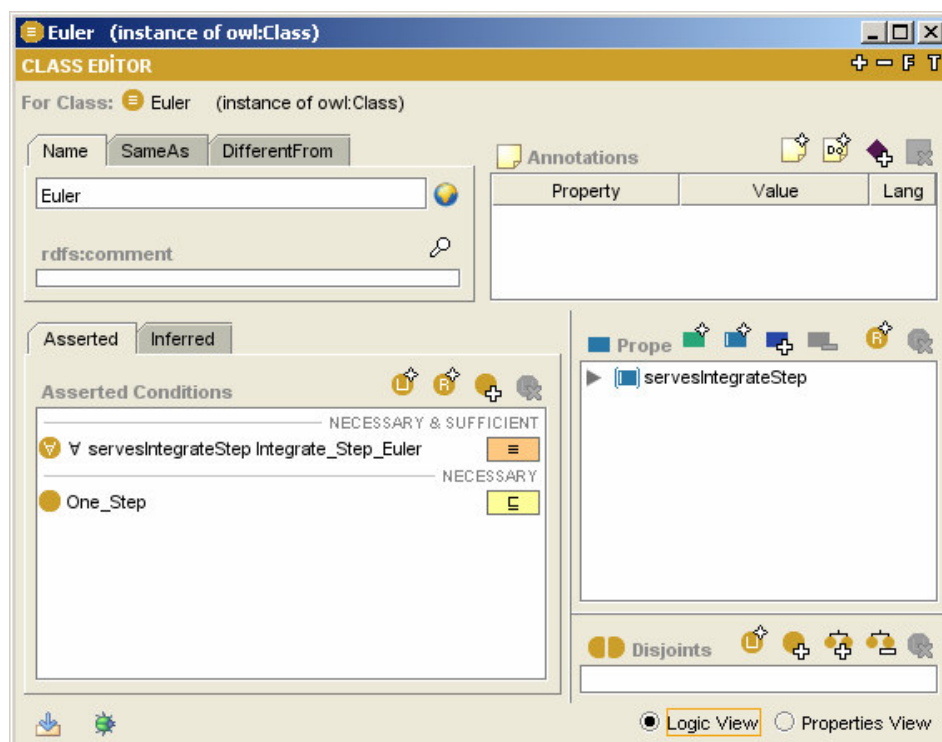 Euler (instance of owl:Class)
CLASS EDİTOR
F T
For Class: Euler (instance of owl:Class)
Name SameAs DifferentFrom
Euler
rdfs:comment
Annotations
Property Value Lang
Asserted Inferred
Asserted Conditions
NECESSARY & SUFFICIENT
∀ ∀ servesIntegrateStep Integrate_Step_Euler ≡
NECESSARY
One_Step ⊑
Prope
servesIntegrateStep
Disjoints
Logic View Properties View